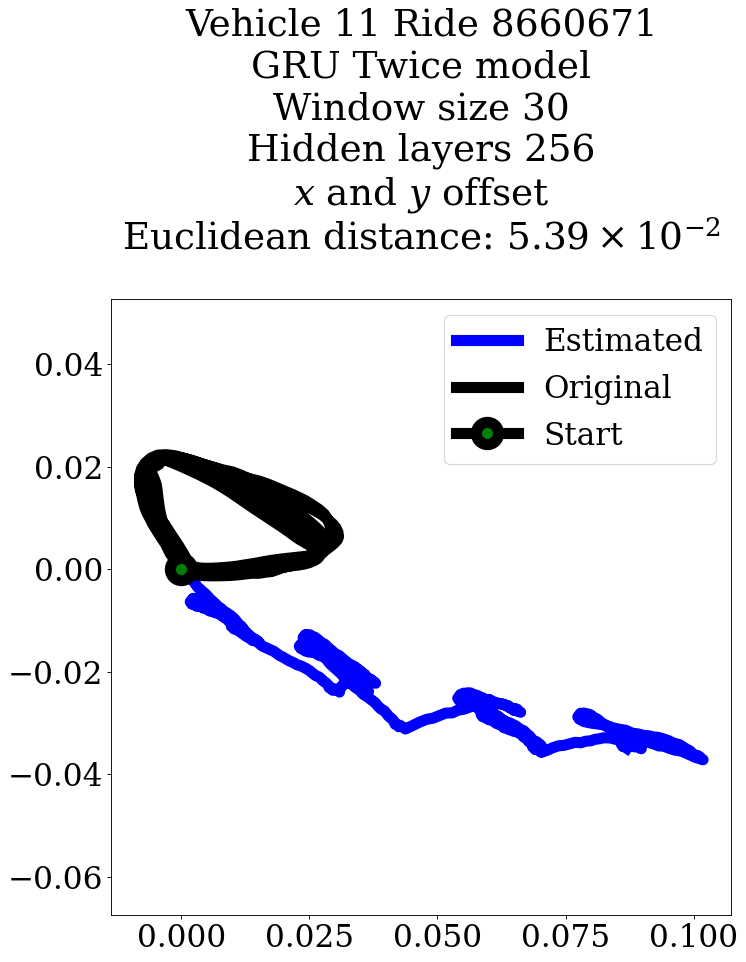 Vehicle 11 Ride 8660671
GRU Twice model
Window size 30
Hidden layers 256
x and y offset
Euclidean distance: 5.39 × 10⁻²
Estimated
Original
Start
0.04
0.02
0.00
−0.02
−0.04
−0.06
0.000 0.025 0.050 0.075 0.100